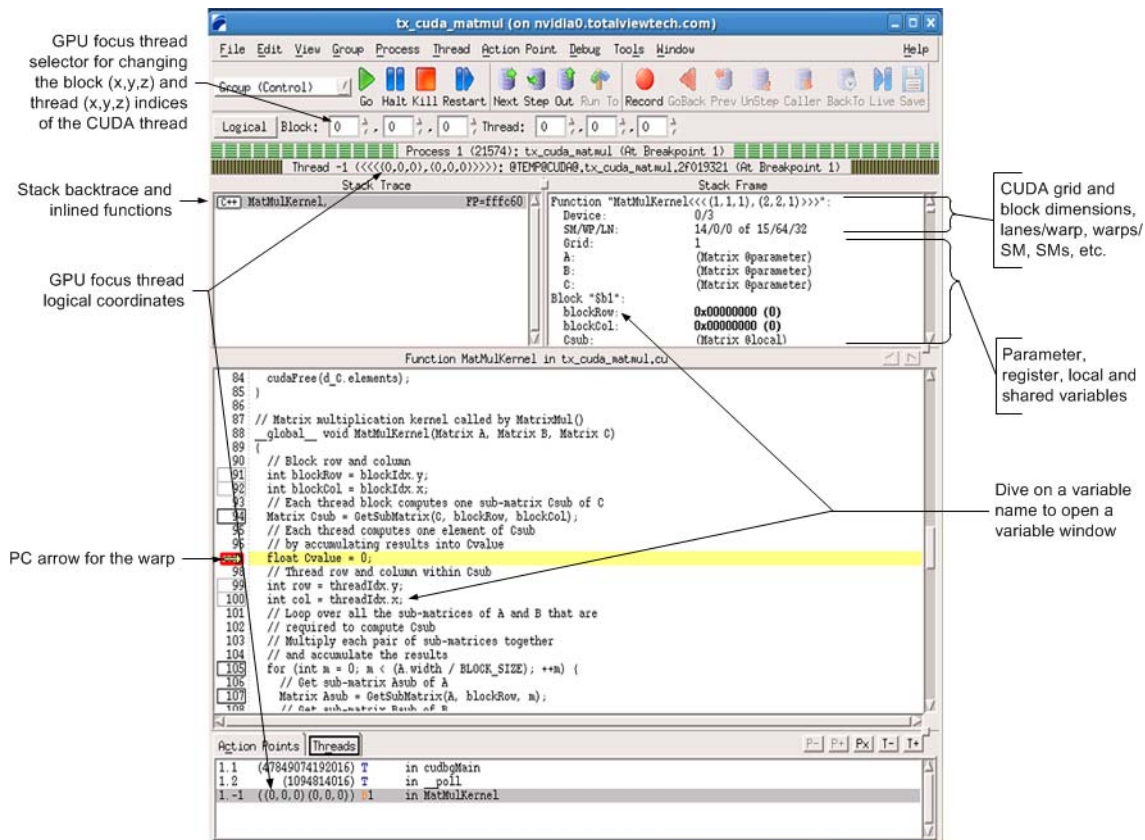 tx_cuda_matmul (on nvidia0.totalviewtech.com)
File Edit View Group Process Thread Action Point Debug Tools Window Help
Group (Control)
Go Halt Kill Restart Next Step Out Run To Record GoBack Prev UnStep Caller BackTo Live Save
Logical Block: 0 , 0 , 0 Thread: 0 , 0 , 0
Process 1 (21574): tx_cuda_matmul (At Breakpoint 1)
Thread -1 (<<<(0,0,0),(0,0,0)>>>): @TEMP@CUDA@.tx_cuda_matmul.2f019321 (At Breakpoint 1)
Stack Trace
C++ MatMulKernel, FP=fffc60
Stack Frame
Function "MatMulKernel<<<(1,1,1),(2,2,1)>>>":
Device: 0/3
SM/WP/LN: 14/0/0 of 15/64/32
Grid: 1
A: (Matrix @parameter)
B: (Matrix @parameter)
C: (Matrix @parameter)
Block "$b1":
blockRow: 0x00000000 (0)
blockCol: 0x00000000 (0)
Csub: (Matrix @local)
Function MatMulKernel in tx_cuda_matmul.cu
84 cudaFree(d_C.elements);
85 }
86
87 // Matrix multiplication kernel called by MatrixMul()
88 __global__ void MatMulKernel(Matrix A, Matrix B, Matrix C)
89 {
90 // Block row and column
91 int blockRow = blockIdx.y;
92 int blockCol = blockIdx.x;
93 // Each thread block computes one sub-matrix Csub of C
94 Matrix Csub = GetSubMatrix(C, blockRow, blockCol);
95 // Each thread computes one element of Csub
96 // by accumulating results into Cvalue
float Cvalue = 0;
98 // Thread row and column within Csub
99 int row = threadIdx.y;
100 int col = threadIdx.x;
101 // Loop over all the sub-matrices of A and B that are
102 // required to compute Csub
103 // Multiply each pair of sub-matrices together
104 // and accumulate the results
105 for (int m = 0; m < (A.width / BLOCK_SIZE); ++m) {
106 // Get sub-matrix Asub of A
107 Matrix Asub = GetSubMatrix(A, blockRow, m);
108 // Get sub-matrix Bsub of B
Action Points Threads P- P+ Px T- T+
1.1 (47849074192016) T in cudbgMain
1.2 (1094814016) T in __poll
1.-1 ((0,0,0)(0,0,0)) B1 in MatMulKernel
GPU focus thread
selector for changing
the block (x,y,z) and
thread (x,y,z) indices
of the CUDA thread
Stack backtrace and
inlined functions
GPU focus thread
logical coordinates
PC arrow for the warp
CUDA grid and
block dimensions,
lanes/warp, warps/
SM, SMs, etc.
Parameter,
register, local and
shared variables
Dive on a variable
name to open a
variable window